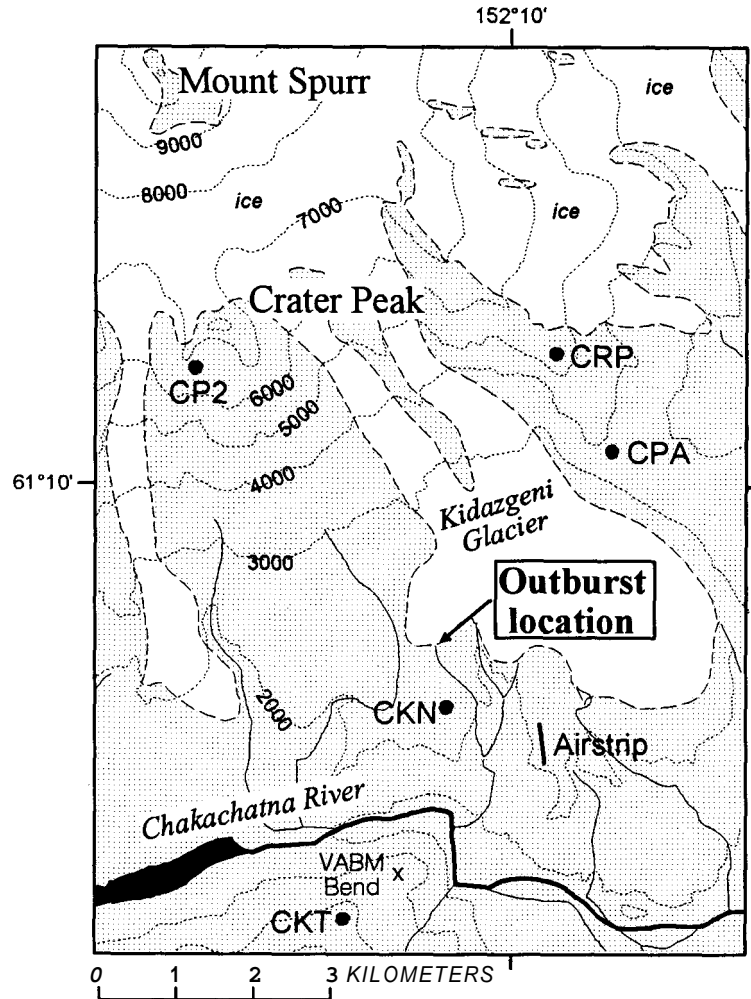 152°10'
Mount Spurr
ice
9000
8000
ice
7000
ice
Crater Peak
CRP
CP2
6000
5000
CPA
61°10'
4000
Kidazgeni
Glacier
3000
Outburst
location
2000
CKN
Airstrip
Chakachatna River
VABM
Bend x
CKT
0 1 2 3 KILOMETERS